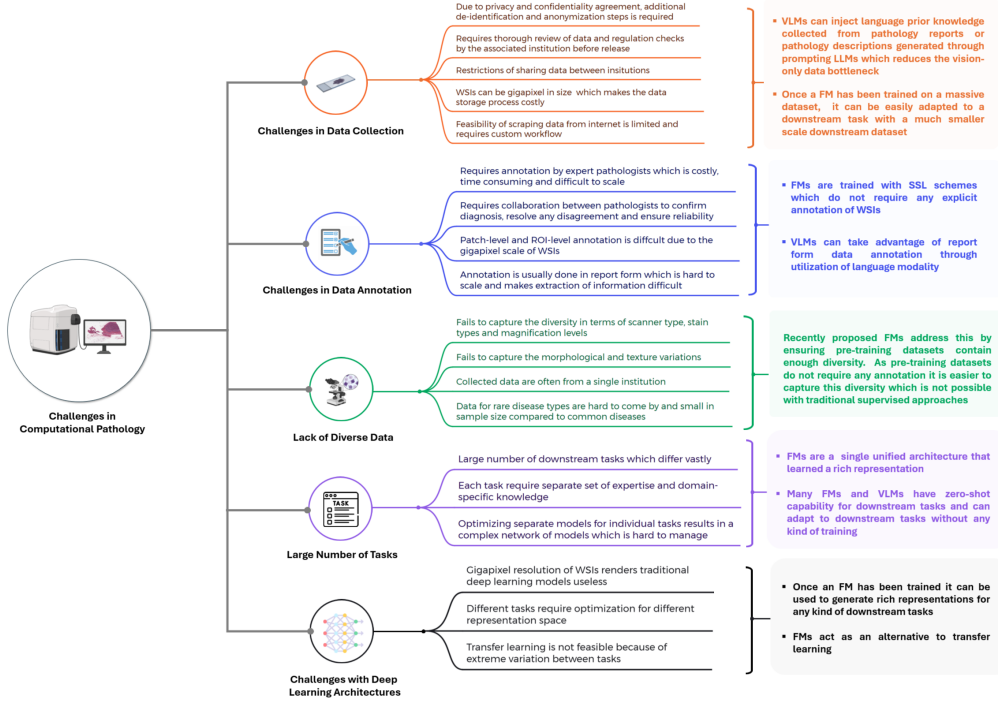 Challenges in
Computational Pathology
Challenges in Data Collection
Due to privacy and confidentiality agreement, additional
de-identification and anonymization steps is required
Requires thorough review of data and regulation checks
by the associated institution before release
Restrictions of sharing data between insitutions
WSIs can be gigapixel in size which makes the data
storage process costly
Feasibility of scraping data from internet is limited and
requires custom workflow
▪ VLMs can inject language prior knowledge
collected from pathology reports or
pathology descriptions generated through
prompting LLMs which reduces the vision-
only data bottleneck
▪ Once a FM has been trained on a massive
dataset, it can be easily adapted to a
downstream task with a much smaller
scale downstream dataset
Challenges in Data Annotation
Requires annotation by expert pathologists which is costly,
time consuming and difficult to scale
Requires collaboration between pathologists to confirm
diagnosis, resolve any disagreement and ensure reliability
Patch-level and ROI-level annotation is diffcult due to the
gigapixel scale of WSIs
Annotation is usually done in report form which is hard to
scale and makes extraction of information difficult
▪ FMs are trained with SSL schemes
which do not require any explicit
annotation of WSIs
▪ VLMs can take advantage of report
form data annotation through
utilization of language modality
Lack of Diverse Data
Fails to capture the diversity in terms of scanner type, stain
types and magnification levels
Fails to capture the morphological and texture variations
Collected data are often from a single institution
Data for rare disease types are hard to come by and small in
sample size compared to common diseases
Recently proposed FMs address this by
ensuring pre-training datasets contain
enough diversity. As pre-training datasets
do not require any annotation it is easier to
capture this diversity which is not possible
with traditional supervised approaches
TASK
Large Number of Tasks
Large number of downstream tasks which differ vastly
Each task require separate set of expertise and domain-
specific knowledge
Optimizing separate models for individual tasks results in a
complex network of models which is hard to manage
▪ FMs are a single unified architecture that
learned a rich representation
▪ Many FMs and VLMs have zero-shot
capability for downstream tasks and can
adapt to downstream tasks without any
kind of training
Challenges with Deep
Learning Architectures
Gigapixel resolution of WSIs renders traditional
deep learning models useless
Different tasks require optimization for different
representation space
Transfer learning is not feasible because of
extreme variation between tasks
▪ Once an FM has been trained it can be
used to generate rich representations for
any kind of downstream tasks
▪ FMs act as an alternative to transfer
learning